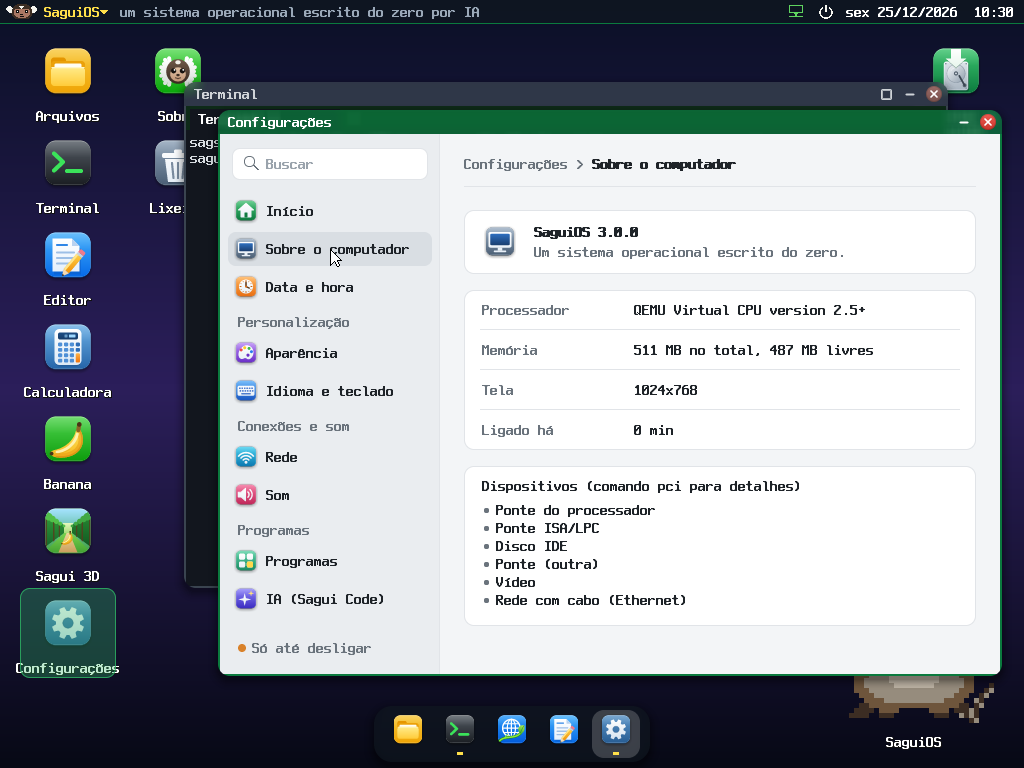 SaguiOS▾ um sistema operacional escrito do zero por IA
sex 25/12/2026 10:30
Arquivos
Terminal
Editor
Calculadora
Banana
Sagui 3D
Configurações
Terminal
Configurações
Buscar
Início
Sobre o computador
Data e hora
Personalização
Aparência
Idioma e teclado
Conexões e som
Rede
Som
Programas
Programas
IA (Sagui Code)
Só até desligar
Configurações > Sobre o computador
SaguiOS 3.0.0
Um sistema operacional escrito do zero.
Processador QEMU Virtual CPU version 2.5+
Memória 511 MB no total, 487 MB livres
Tela 1024x768
Ligado há 0 min
Dispositivos (comando pci para detalhes)
Ponte do processador
Ponte ISA/LPC
Disco IDE
Ponte (outra)
Vídeo
Rede com cabo (Ethernet)
SaguiOS